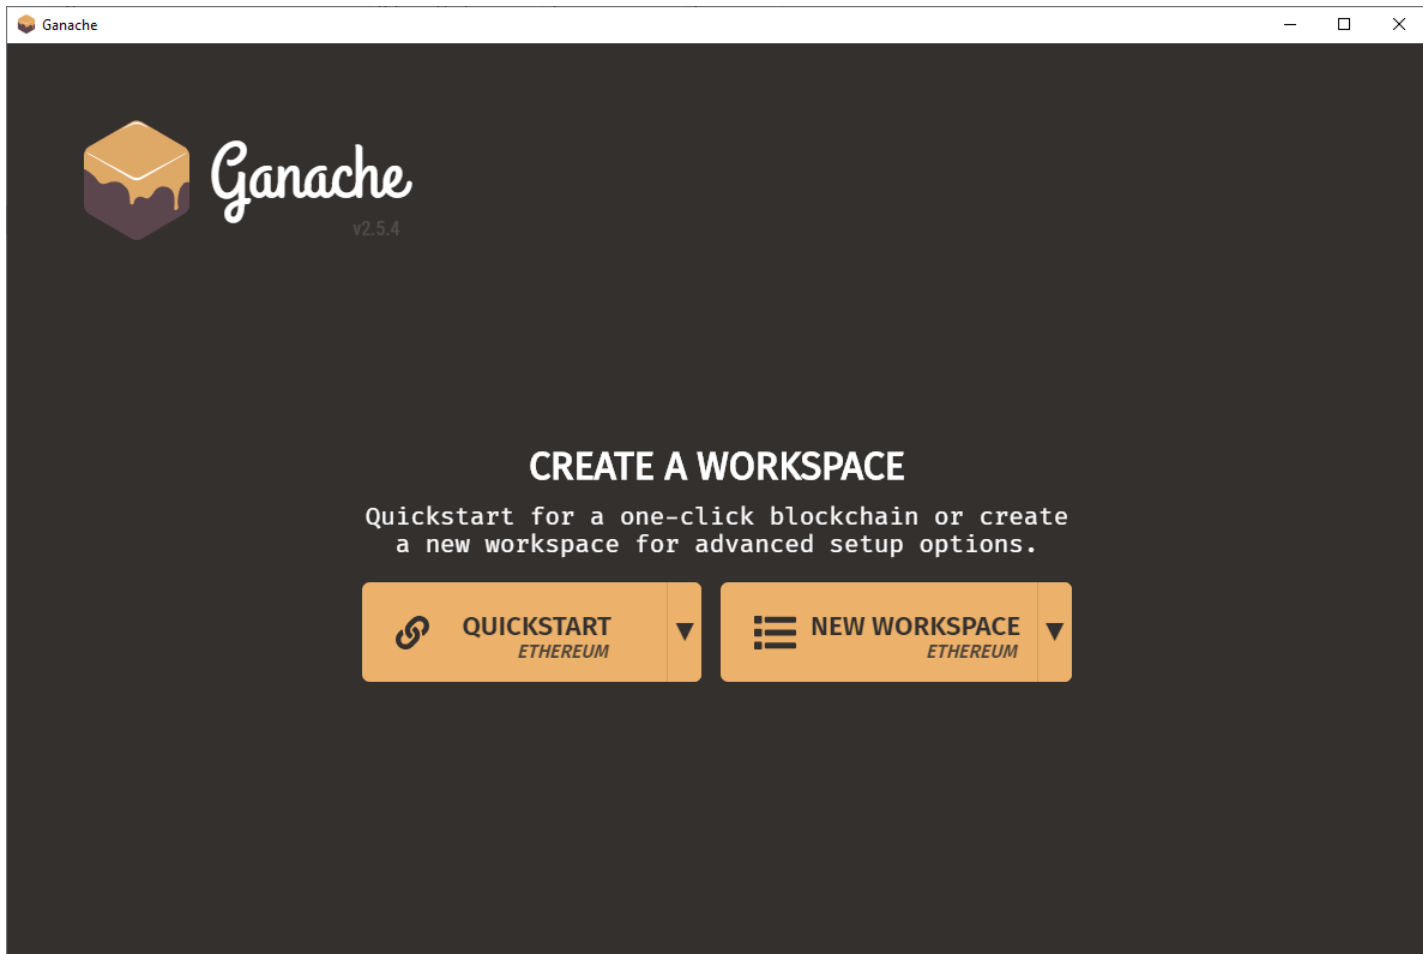 Ganache
Ganache
v2.5.4
CREATE A WORKSPACE
Quickstart for a one-click blockchain or create
a new workspace for advanced setup options.
QUICKSTART
ETHEREUM
NEW WORKSPACE
ETHEREUM